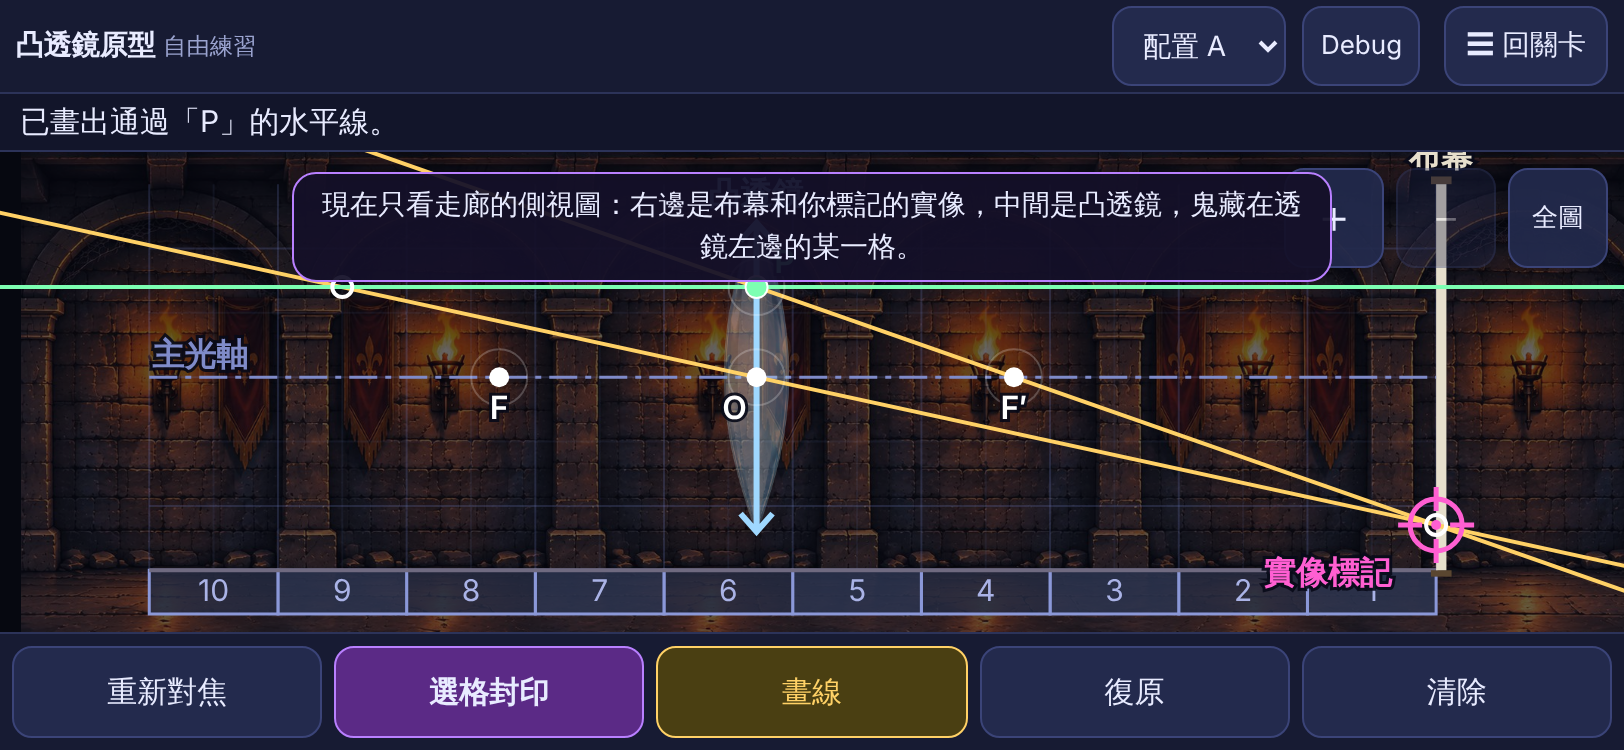 凸透鏡原型 自由練習
配置 A
Debug
☰ 回關卡
已畫出通過「P」的水平線。
布幕
現在只看走廊的側視圖：右邊是布幕和你標記的實像，中間是凸透鏡，鬼藏在透
鏡左邊的某一格。
+
−
全圖
主光軸
F
O
F′
實像標記
10 9 8 7 6 5 4 3 2 1
重新對焦
選格封印
畫線
復原
清除